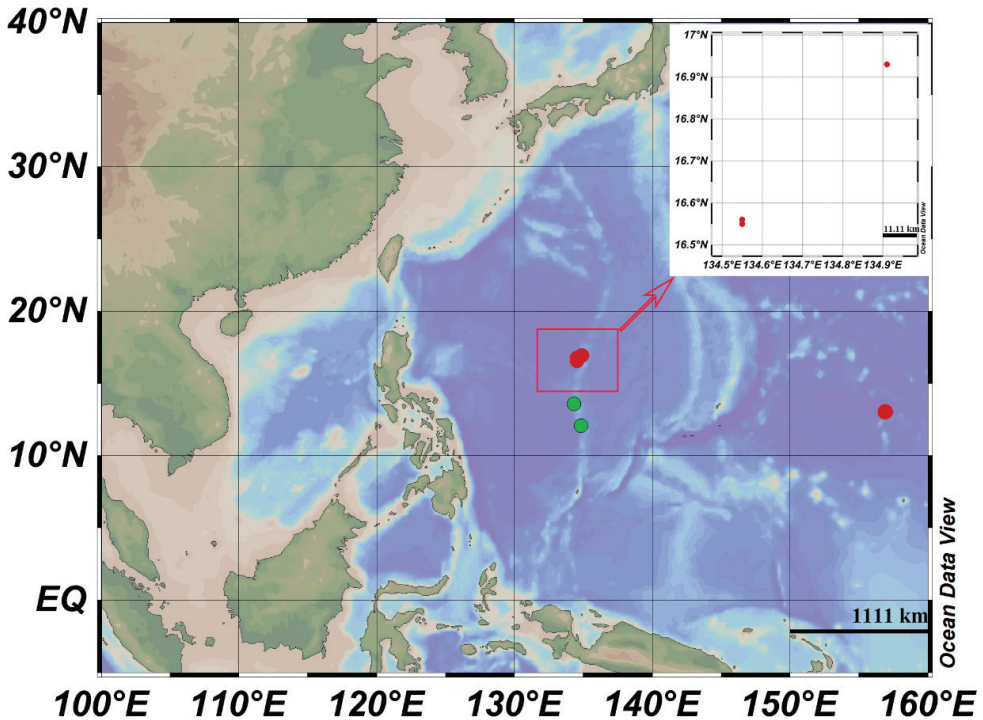 40°N
30°N
20°N
10°N
EQ
100°E 110°E 120°E 130°E 140°E 150°E 160°E
1111 km
Ocean Data View
17°N
16.9°N
16.8°N
16.7°N
16.6°N
16.5°N
134.5°E 134.6°E 134.7°E 134.8°E 134.9°E
11.11 km
Ocean Data View